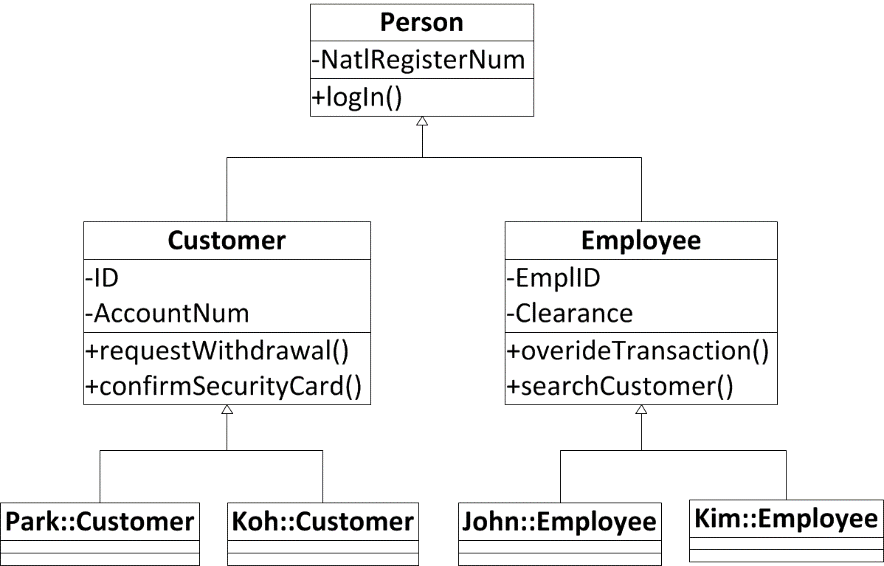 Person
-NatlRegisterNum
+logIn()
Customer
-ID
-AccountNum
+requestWithdrawal()
+confirmSecurityCard()
Employee
-EmplID
-Clearance
+overideTransaction()
+searchCustomer()
Park::Customer
Koh::Customer
John::Employee
Kim::Employee